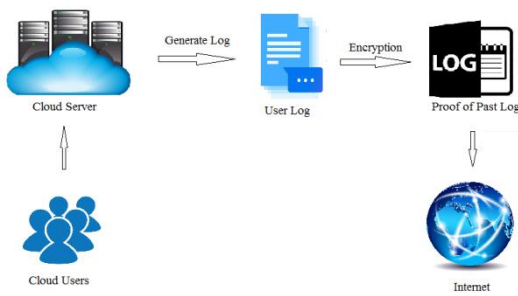 Generate Log
Encryption
LOG
Cloud Server
User Log
Proof of Past Log
Cloud Users
Internet